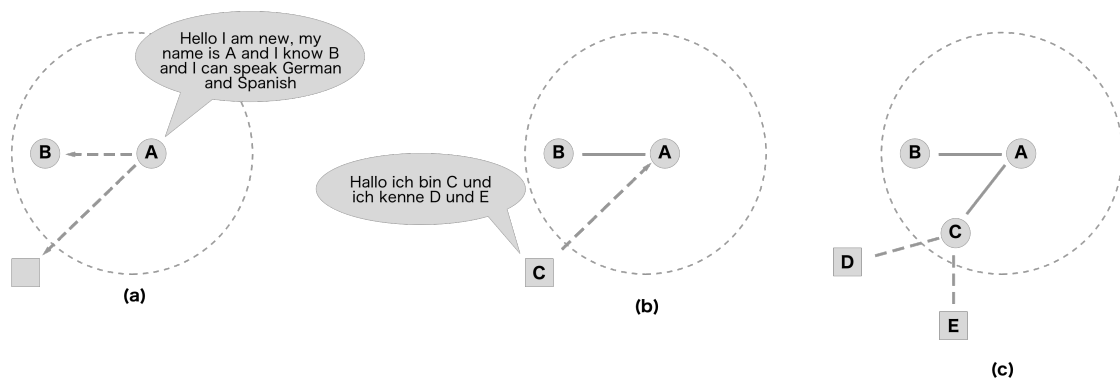 Hello I am new, my
name is A and I know B
and I can speak German
and Spanish
B
A
(a)
B
A
Hallo ich bin C und
ich kenne D und E
C
(b)
B
A
C
D
E
(c)